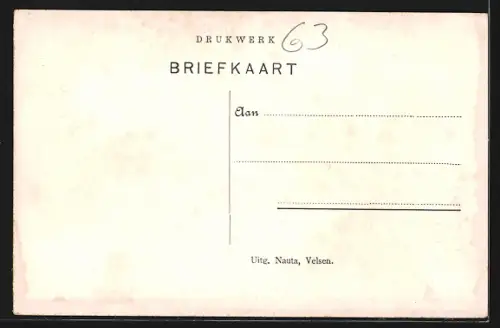 DRUKWERK 63
BRIEFKAART
Aan
Uitg. Nauta, Velsen.